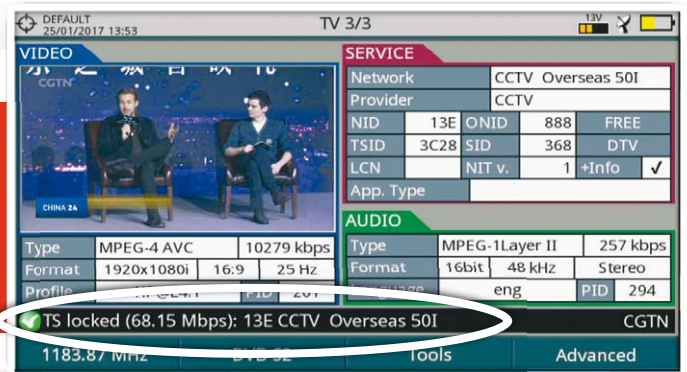 DEFAULT
25/01/2017 13:53
TV 3/3
13V
VIDEO
CGTN
CHINA 24
Type MPEG-4 AVC 10279 kbps
Format 1920x1080i 16:9 25 Hz
Profile PID
SERVICE
Network CCTV Overseas 50I
Provider CCTV
NID 13E ONID 888 FREE
TSID 3C28 SID 368 DTV
LCN NIT v. 1 +Info ✓
App. Type
AUDIO
Type MPEG-1Layer II 257 kbps
Format 16bit 48 kHz Stereo
eng PID 294
TS locked (68.15 Mbps): 13E CCTV Overseas 50I CGTN
1183.87 MHz Tools Advanced